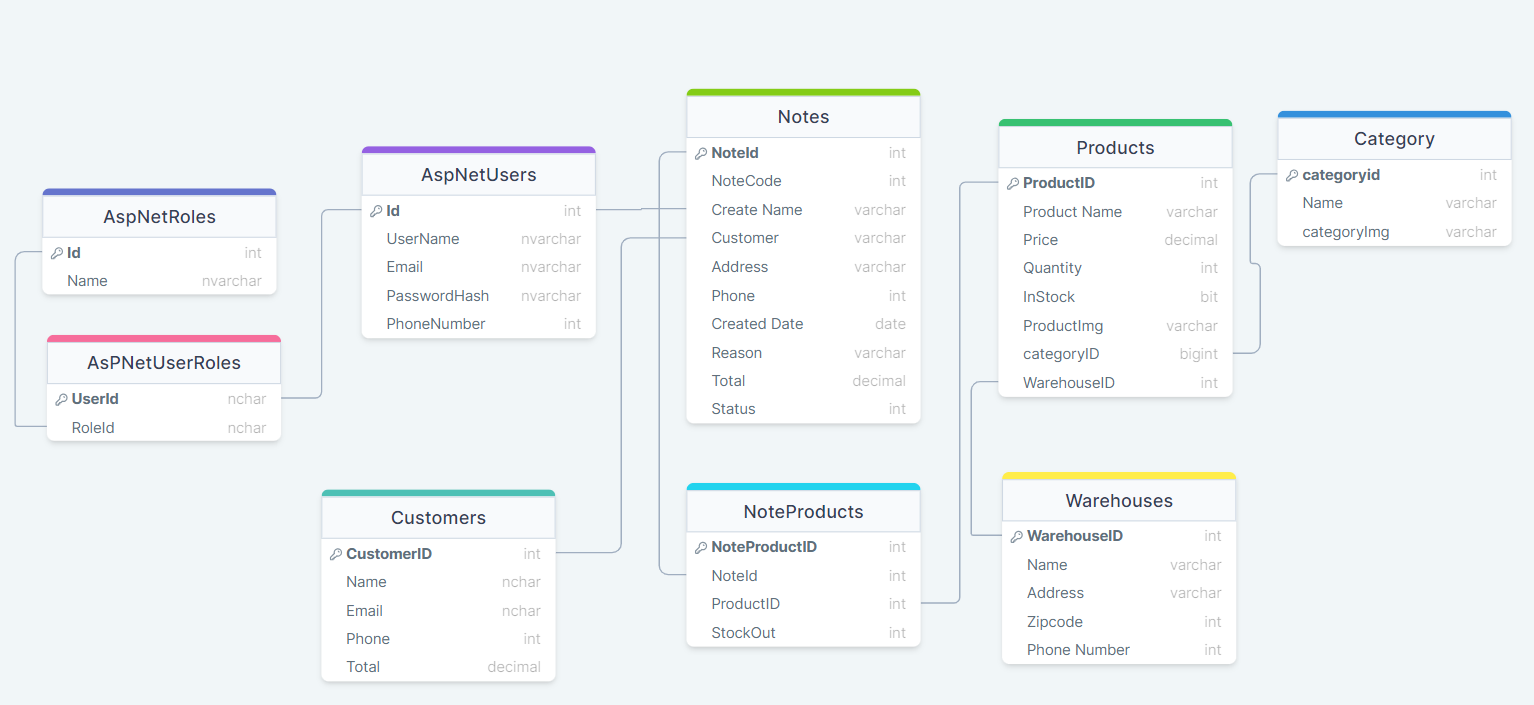 AspNetRoles
Id int
Name nvarchar
AsPNetUserRoles
UserId nchar
RoleId nchar
AspNetUsers
Id int
UserName nvarchar
Email nvarchar
PasswordHash nvarchar
PhoneNumber int
Customers
CustomerID int
Name nchar
Email nchar
Phone int
Total decimal
Notes
NoteId int
NoteCode int
Create Name varchar
Customer varchar
Address varchar
Phone int
Created Date date
Reason varchar
Total decimal
Status int
NoteProducts
NoteProductID int
NoteId int
ProductID int
StockOut int
Products
ProductID int
Product Name varchar
Price decimal
Quantity int
InStock bit
ProductImg varchar
categoryID bigint
WarehouseID int
Warehouses
WarehouseID int
Name varchar
Address varchar
Zipcode int
Phone Number int
Category
categoryid int
Name varchar
categoryImg varchar